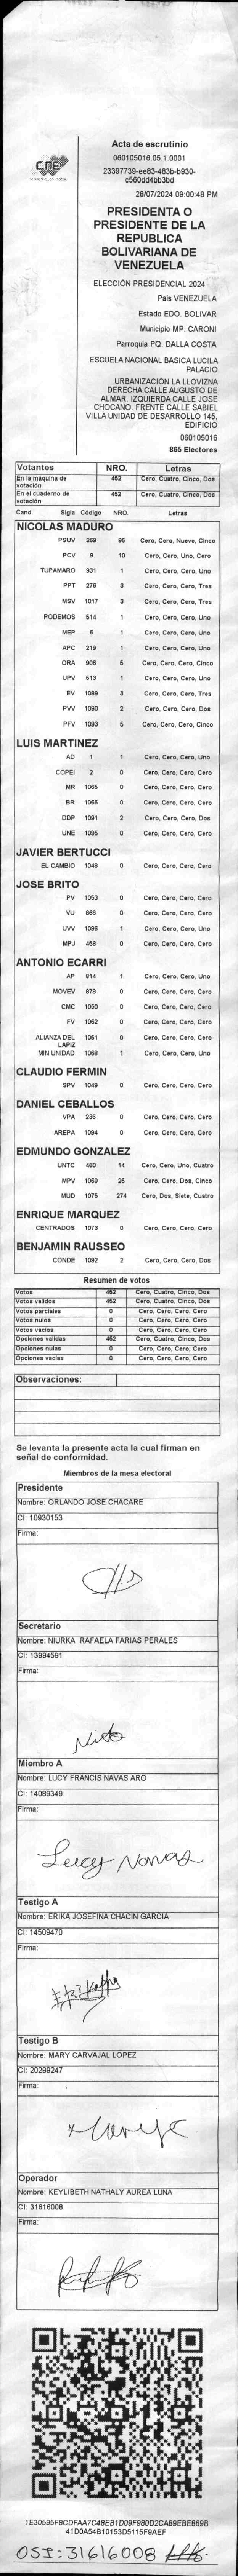 CNE
Acta de escrutinio
060105016.05.1.0001
23397739-ee83-483b-b930-
c560dd4bb3bd
28/07/2024 09:00:48 PM
PRESIDENTA O
PRESIDENTE DE LA
REPUBLICA
BOLIVARIANA DE
VENEZUELA
ELECCIÓN PRESIDENCIAL 2024
País VENEZUELA
Estado EDO. BOLIVAR
Municipio MP. CARONI
Parroquia PQ. DALLA COSTA
ESCUELA NACIONAL BASICA LUCILA
PALACIO
URBANIZACION LA LLOVIZNA
DERECHA CALLE AUGUSTO DE
ALMAR. IZQUIERDA CALLE JOSE
CHOCANO. FRENTE CALLE SABIEL
VILLA UNIDAD DE DESARROLLO 145,
EDIFICIO
060105016
865 Electores
Votantes NRO. Letras
En la máquina de votación 452 Cero, Cuatro, Cinco, Dos
En el cuaderno de votación 452 Cero, Cuatro, Cinco, Dos
Cand. Sigla Código NRO. Letras
NICOLAS MADURO
PSUV 269 95 Cero, Cero, Nueve, Cinco
PCV 9 10 Cero, Cero, Uno, Cero
TUPAMARO 931 1 Cero, Cero, Cero, Uno
PPT 276 3 Cero, Cero, Cero, Tres
MSV 1017 3 Cero, Cero, Cero, Tres
PODEMOS 514 1 Cero, Cero, Cero, Uno
MEP 6 1 Cero, Cero, Cero, Uno
APC 219 1 Cero, Cero, Cero, Uno
ORA 906 5 Cero, Cero, Cero, Cinco
UPV 513 1 Cero, Cero, Cero, Uno
EV 1089 3 Cero, Cero, Cero, Tres
PVV 1090 2 Cero, Cero, Cero, Dos
PFV 1093 5 Cero, Cero, Cero, Cinco
LUIS MARTINEZ
AD 1 1 Cero, Cero, Cero, Uno
COPEI 2 0 Cero, Cero, Cero, Cero
MR 1065 0 Cero, Cero, Cero, Cero
BR 1066 0 Cero, Cero, Cero, Cero
DDP 1091 2 Cero, Cero, Cero, Dos
UNE 1095 0 Cero, Cero, Cero, Cero
JAVIER BERTUCCI
EL CAMBIO 1048 0 Cero, Cero, Cero, Cero
JOSE BRITO
PV 1053 0 Cero, Cero, Cero, Cero
VU 868 0 Cero, Cero, Cero, Cero
UVV 1096 1 Cero, Cero, Cero, Uno
MPJ 458 0 Cero, Cero, Cero, Cero
ANTONIO ECARRI
AP 914 1 Cero, Cero, Cero, Uno
MOVEV 878 0 Cero, Cero, Cero, Cero
CMC 1050 0 Cero, Cero, Cero, Cero
FV 1062 0 Cero, Cero, Cero, Cero
ALIANZA DEL LAPIZ 1051 0 Cero, Cero, Cero, Cero
MIN UNIDAD 1068 1 Cero, Cero, Cero, Uno
CLAUDIO FERMIN
SPV 1049 0 Cero, Cero, Cero, Cero
DANIEL CEBALLOS
VPA 236 0 Cero, Cero, Cero, Cero
AREPA 1094 0 Cero, Cero, Cero, Cero
EDMUNDO GONZALEZ
UNTC 460 14 Cero, Cero, Uno, Cuatro
MPV 1069 25 Cero, Cero, Dos, Cinco
MUD 1075 274 Cero, Dos, Siete, Cuatro
ENRIQUE MARQUEZ
CENTRADOS 1073 0 Cero, Cero, Cero, Cero
BENJAMIN RAUSSEO
CONDE 1092 2 Cero, Cero, Cero, Dos
Resumen de votos
Votos 452 Cero, Cuatro, Cinco, Dos
Votos validos 452 Cero, Cuatro, Cinco, Dos
Votos parciales 0 Cero, Cero, Cero, Cero
Votos nulos 0 Cero, Cero, Cero, Cero
Votos vacios 0 Cero, Cero, Cero, Cero
Opciones validas 452 Cero, Cuatro, Cinco, Dos
Opciones nulas 0 Cero, Cero, Cero, Cero
Opciones vacias 0 Cero, Cero, Cero, Cero
Observaciones:
Se levanta la presente acta la cual firman en
señal de conformidad.
Miembros de la mesa electoral
Presidente
Nombre: ORLANDO JOSE CHACARE
CI: 10930153
Firma:
Secretario
Nombre: NIURKA RAFAELA FARIAS PERALES
CI: 13994591
Firma:
Miembro A
Nombre: LUCY FRANCIS NAVAS ARO
CI: 14089349
Firma:
Lucy Navas
Testigo A
Nombre: ERIKA JOSEFINA CHACIN GARCIA
CI: 14509470
Firma:
Testigo B
Nombre: MARY CARVAJAL LOPEZ
CI: 20299247
Firma:
Operador
Nombre: KEYLIBETH NATHALY AUREA LUNA
CI: 31616008
Firma:
1E30595F8CDFAA7C48EB1D09F980D2CA89EBE869B
41D0A54B10153D5115F9AEF
OSI: 31616008